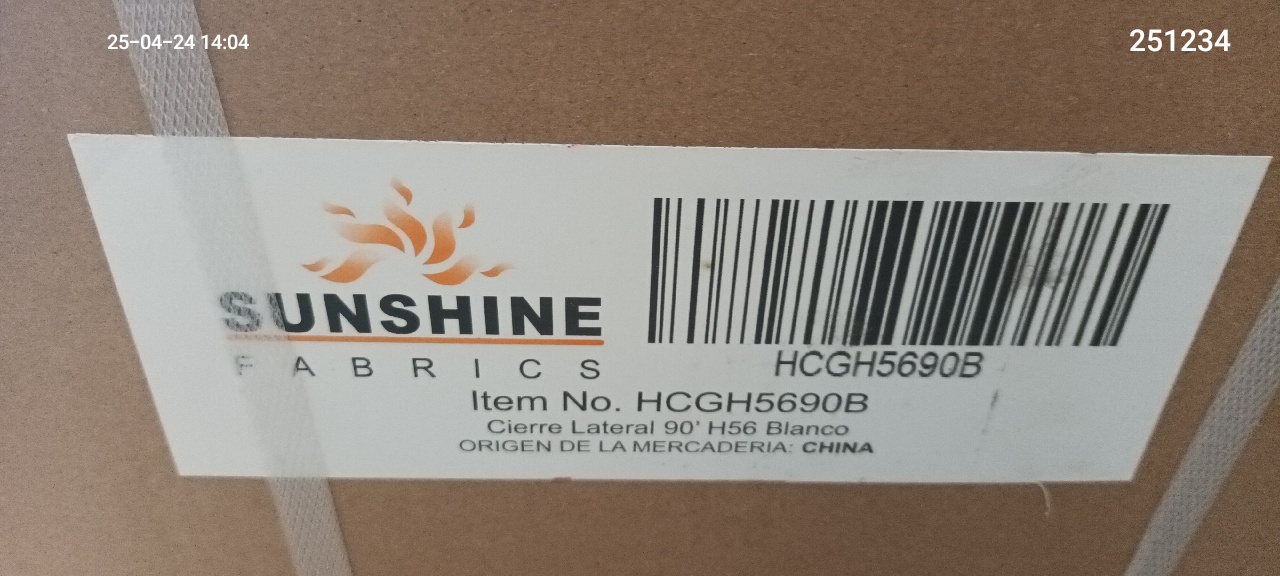 25-04-24 14:04
251234
SUNSHINE
FABRICS
HCGH5690B
Item No. HCGH5690B
Cierre Lateral 90' H56 Blanco
ORIGEN DE LA MERCADERIA: CHINA